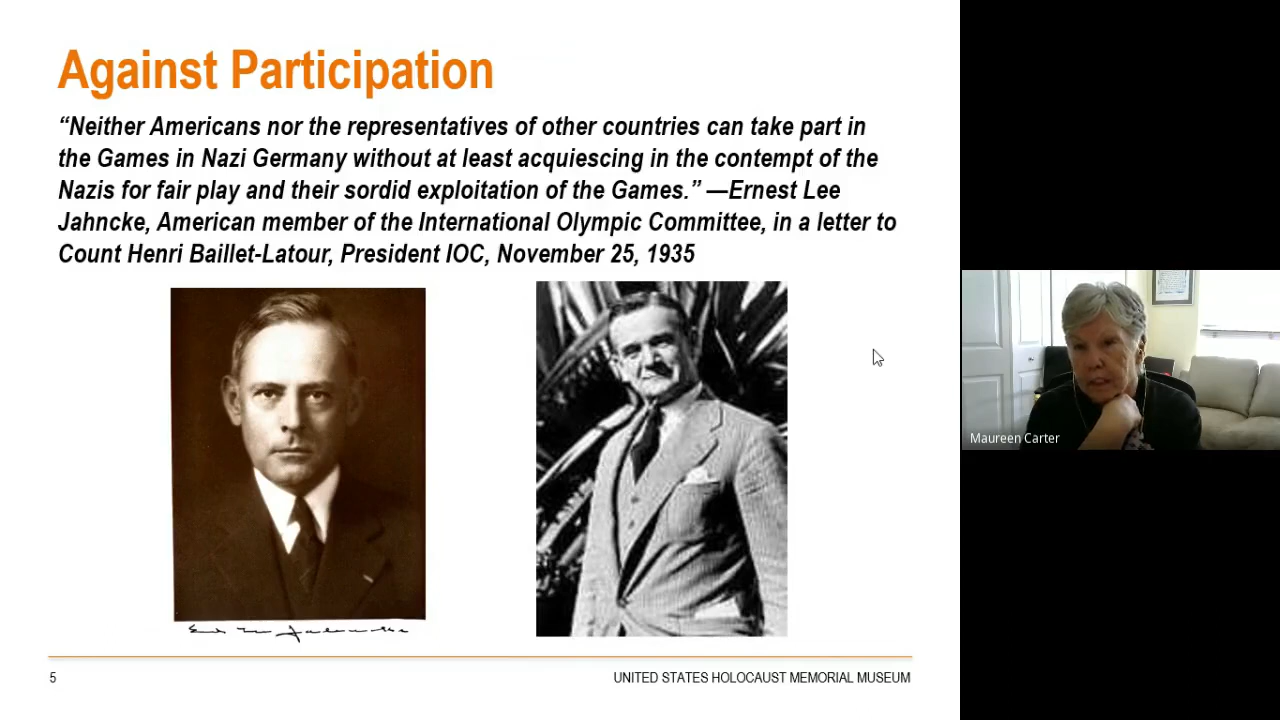 Against Participation
“Neither Americans nor the representatives of other countries can take part in
the Games in Nazi Germany without at least acquiescing in the contempt of the
Nazis for fair play and their sordid exploitation of the Games.” —Ernest Lee
Jahncke, American member of the International Olympic Committee, in a letter to
Count Henri Baillet-Latour, President IOC, November 25, 1935
Maureen Carter
5
UNITED STATES HOLOCAUST MEMORIAL MUSEUM